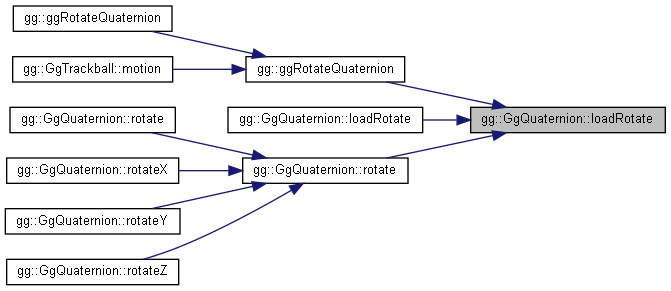 gg::ggRotateQuaternion
gg::GgTrackball::motion
gg::ggRotateQuaternion
gg::GgQuaternion::rotate
gg::GgQuaternion::loadRotate
gg::GgQuaternion::loadRotate
gg::GgQuaternion::rotateX
gg::GgQuaternion::rotate
gg::GgQuaternion::rotateY
gg::GgQuaternion::rotateZ